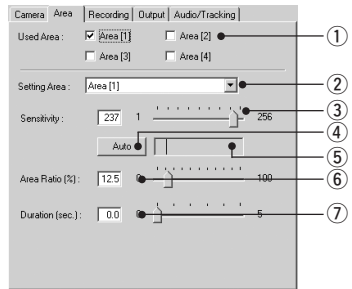 Camera Area Recording Output Audio/Tracking
Used Area : Area [1] Area [2] 1
Area [3] Area [4]
Setting Area : Area [1] 2
3
Sensitivity : 237 1 256
4
Auto
5
Area Ratio (%) : 12.5 0 100 6
Duration (sec.) : 0.0 0 5 7